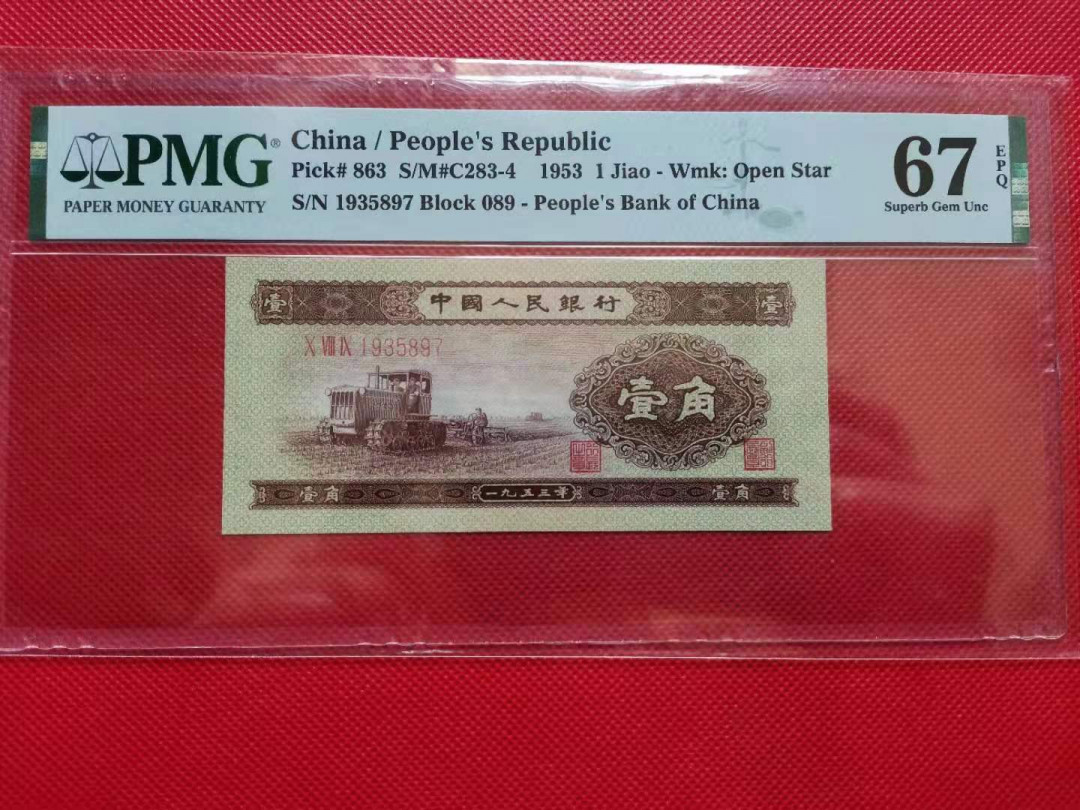 PMG®
PAPER MONEY GUARANTY
China / People's Republic
Pick# 863 S/M#C283-4 1953 1 Jiao - Wmk: Open Star
S/N 1935897 Block 089 - People's Bank of China
67
EPQ
Superb Gem Unc
壹 中國人民銀行 壹
X VIII IX 1935897
壹角
壹角 一九五三年 壹角